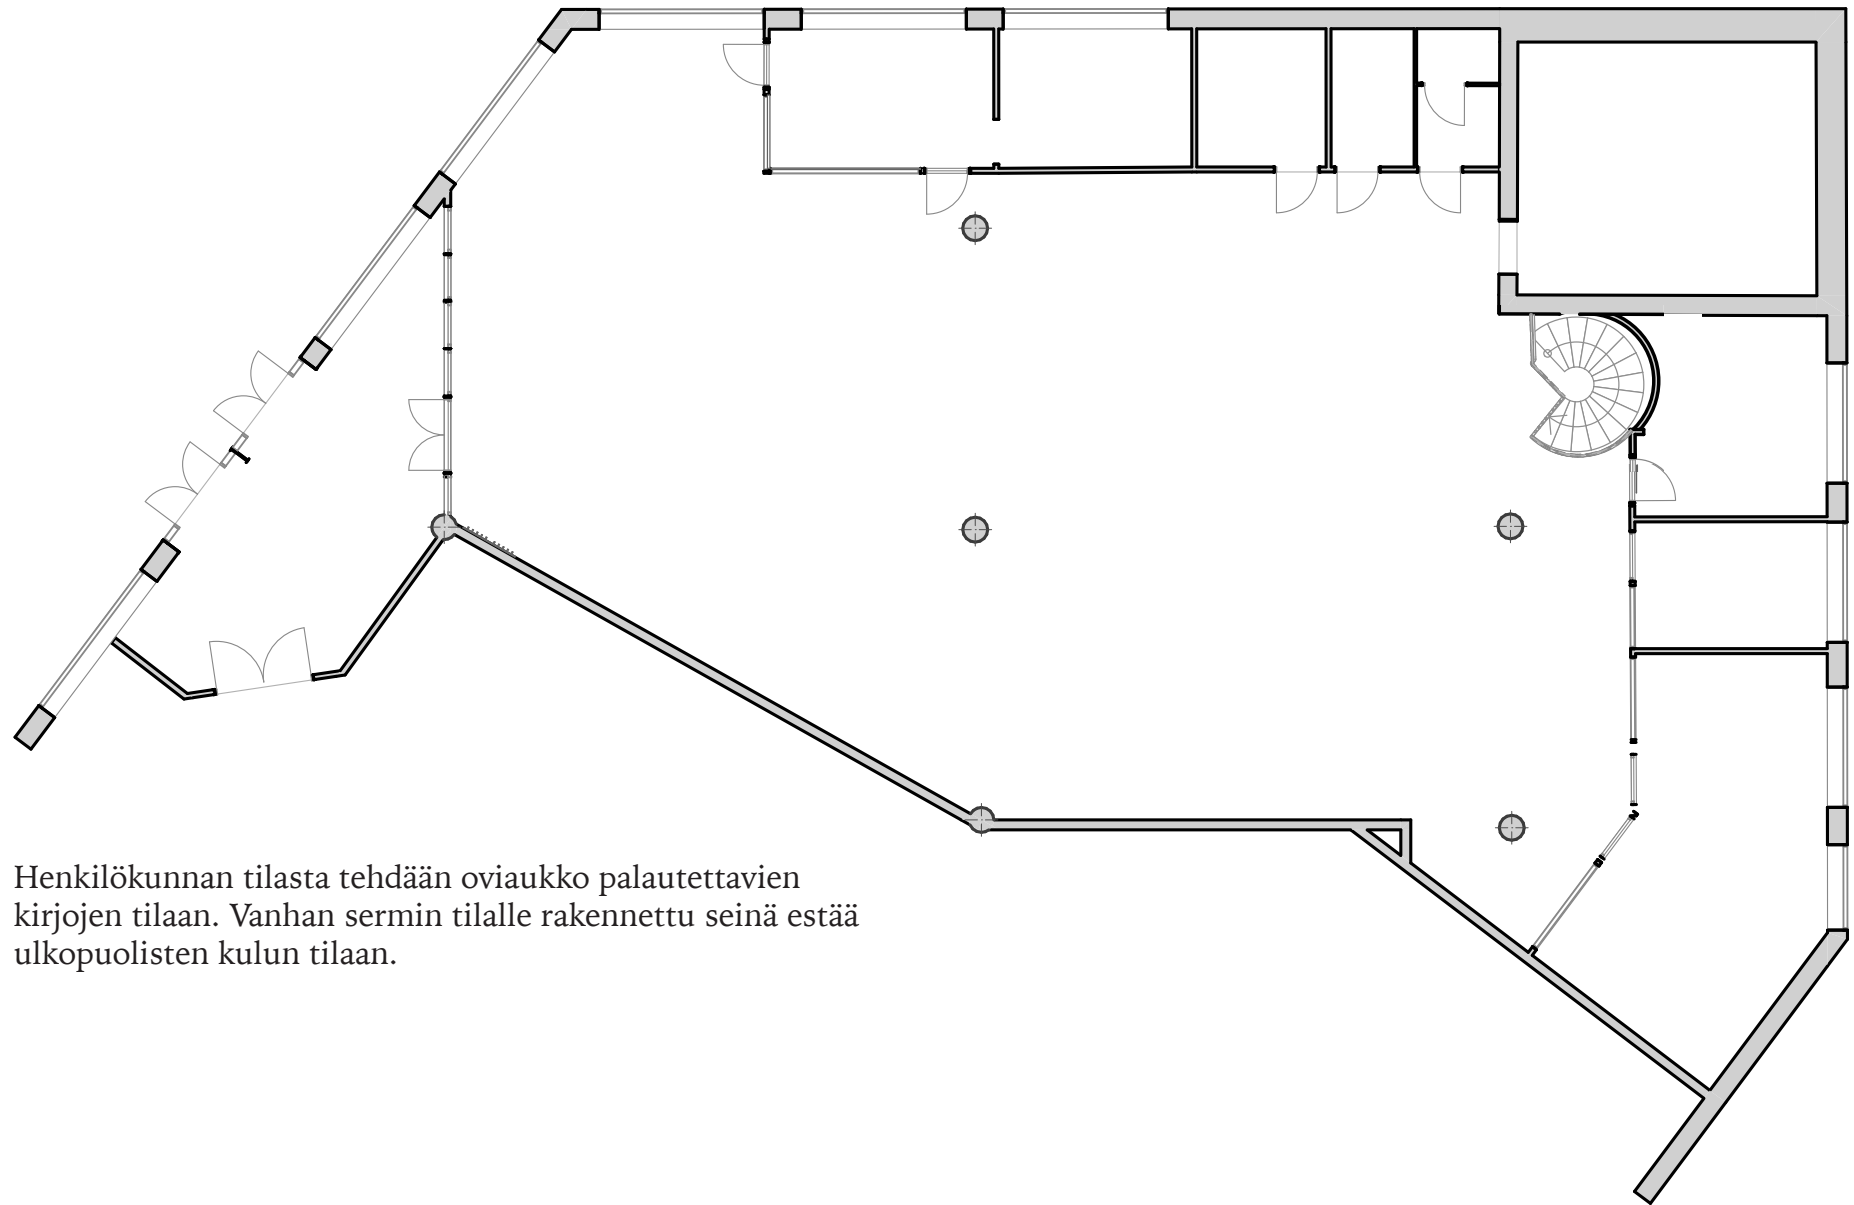 Henkilökunnan tilasta tehdään oviaukko palautettavien
kirjojen tilaan. Vanhan sermin tilalle rakennettu seinä estää
ulkopuolisten kulun tilaan.